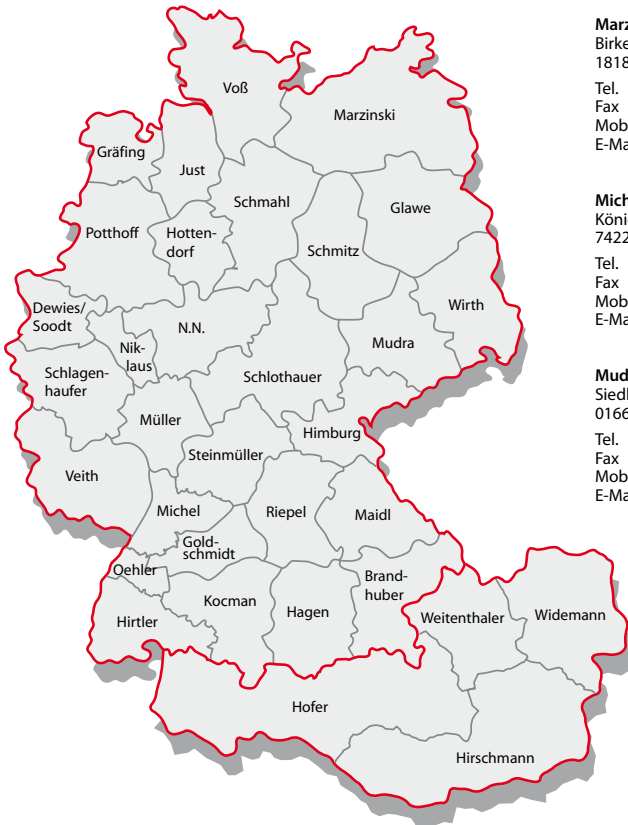 Voß
Marzinski
Gräfing
Just
Schmahl
Glawe
Potthoff
Hotten-
dorf
Schmitz
Dewies/
Soodt
N.N.
Wirth
Nik-
laus
Mudra
Schlagen-
haufer
Schlothauer
Müller
Himburg
Steinmüller
Veith
Michel
Riepel
Maidl
Gold-
schmidt
Oehler
Brand-
huber
Kocman
Hagen
Hirtler
Weitenthaler
Widemann
Hofer
Hirschmann
Marz
Birke
1818
Tel.
Fax
Mob
E-Ma
Mich
Köni
7422
Tel.
Fax
Mob
E-Ma
Mud
Siedl
0166
Tel.
Fax
Mob
E-Ma